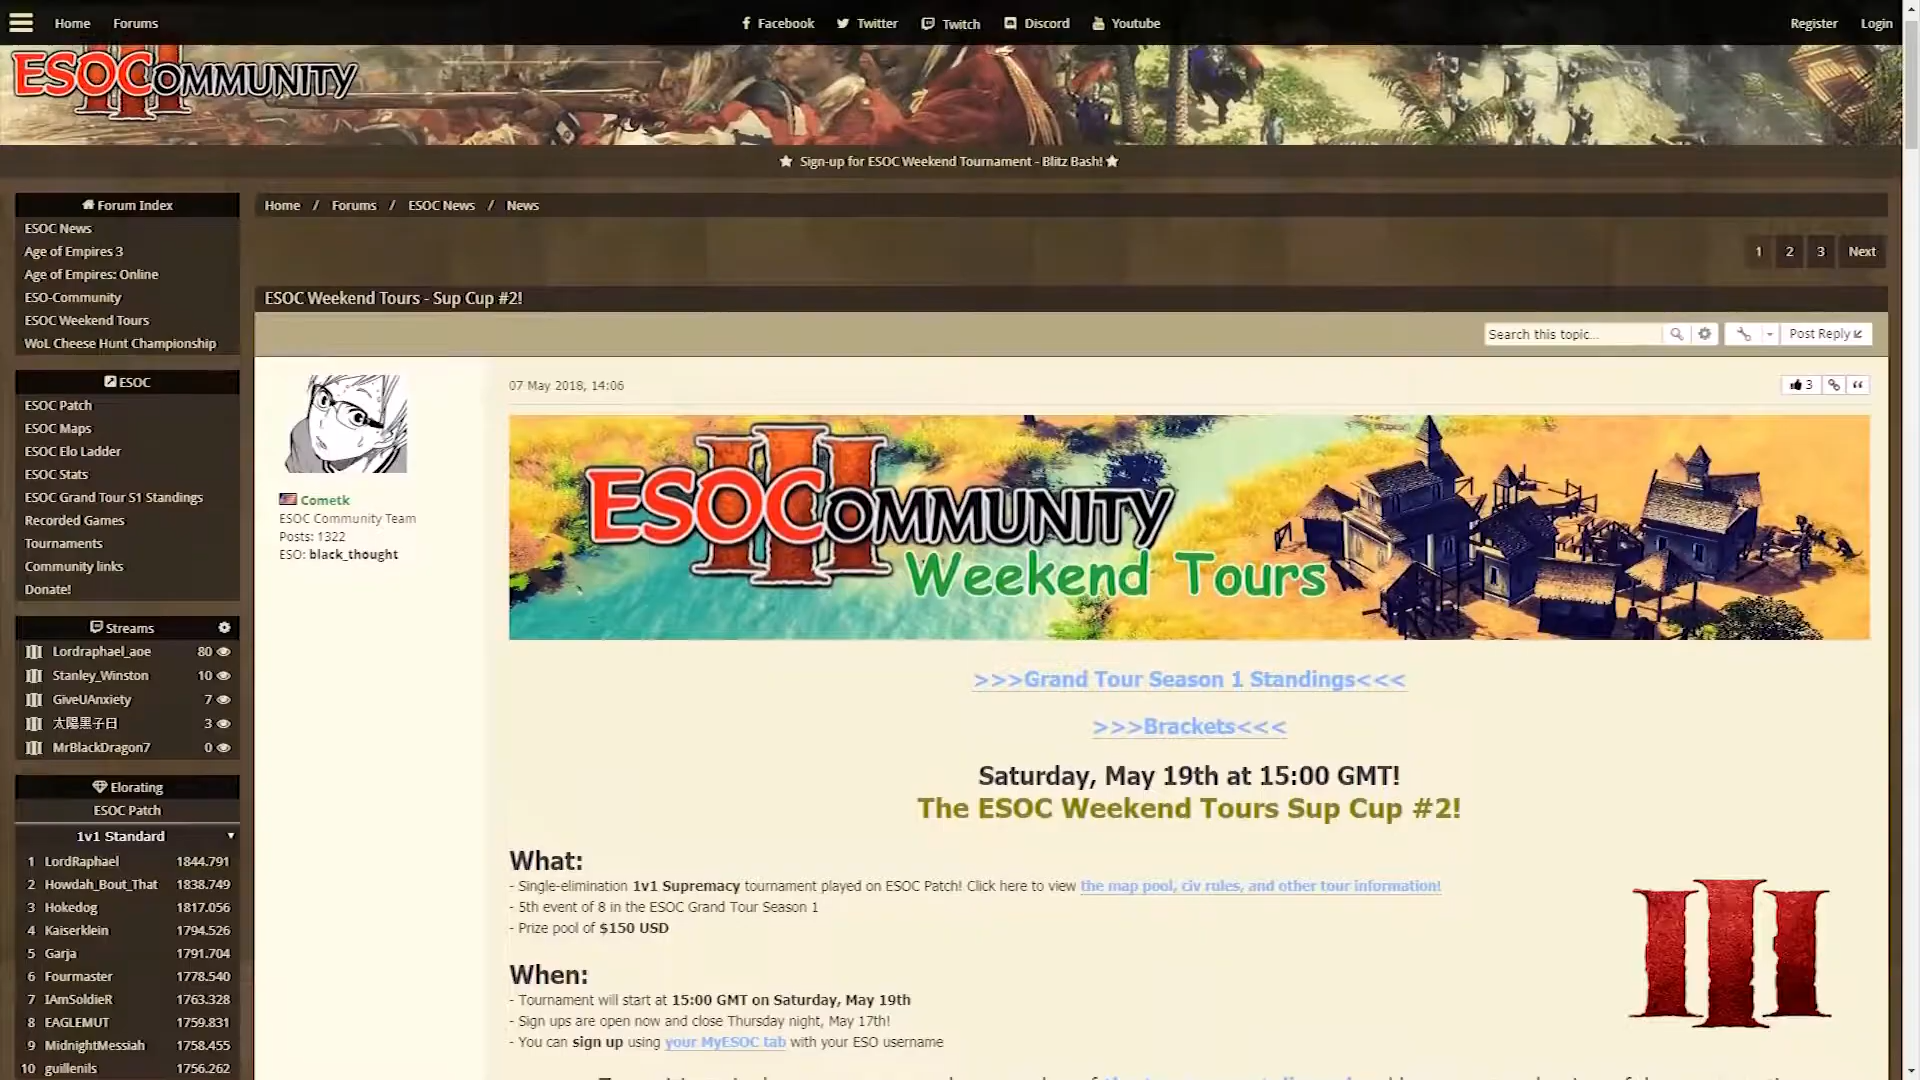 Home Forums Facebook Twitter Twitch Discord Youtube Register Login
ESOCOMMUNITY
Sign-up for ESOC Weekend Tournament - Blitz Bash!
Forum Index
ESOC News
Age of Empires 3
Age of Empires: Online
ESO-Community
ESOC Weekend Tours
WoL Cheese Hunt Championship
ESOC
ESOC Patch
ESOC Maps
ESOC Elo Ladder
ESOC Stats
ESOC Grand Tour S1 Standings
Recorded Games
Tournaments
Community links
Donate!
Streams
Lordraphael_aoe 80
Stanley_Winston 10
GiveUAnxiety 7
太陽黑子日 3
MrBlackDragon7 0
Elorating
ESOC Patch
1v1 Standard
1 LordRaphael 1844.791
2 Howdah_Bout_That 1838.749
3 Hokedog 1817.056
4 Kaiserklein 1794.526
5 Garja 1791.704
6 Fourmaster 1778.540
7 IAmSoldieR 1763.328
8 EAGLEMUT 1759.831
9 MidnightMessiah 1758.455
10 guillenils 1756.262
Home / Forums / ESOC News / News
1 2 3 Next
ESOC Weekend Tours - Sup Cup #2!
Search this topic... Post Reply
07 May 2018, 14:06 3
Cometk
ESOC Community Team
Posts: 1322
ESO: black_thought
ESOCOMMUNITY
Weekend Tours
>>>Grand Tour Season 1 Standings<<<
>>>Brackets<<<
Saturday, May 19th at 15:00 GMT!
The ESOC Weekend Tours Sup Cup #2!
What:
- Single-elimination 1v1 Supremacy tournament played on ESOC Patch! Click here to view the map pool, civ rules, and other tour information!
- 5th event of 8 in the ESOC Grand Tour Season 1
- Prize pool of $150 USD
When:
- Tournament will start at 15:00 GMT on Saturday, May 19th
- Sign ups are open now and close Thursday night, May 17th!
- You can sign up using your MyESOC tab with your ESO username
III